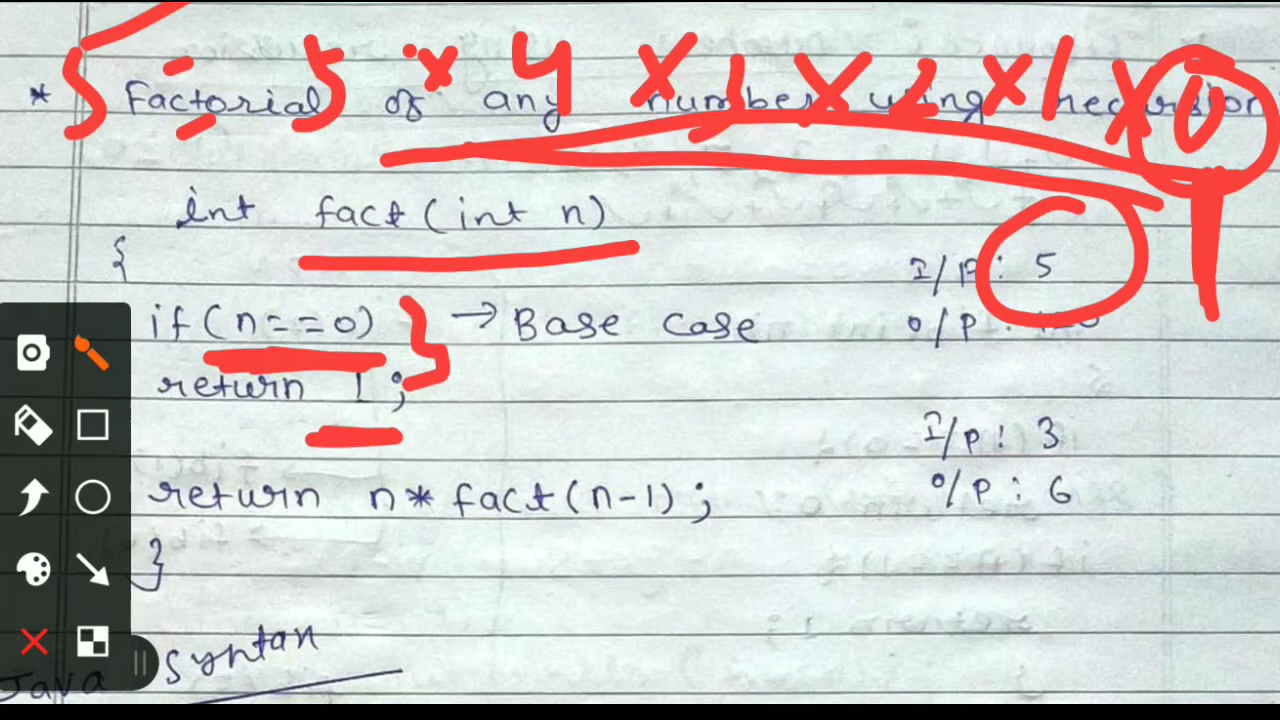 5 = 5 × 4 × 3 × 2 × 1 × 0
* Factorial of any number using recursion
int fact(int n)
{
I/P : 5
if (n==0) → Base case
O/P : 120
return 1;
I/P : 3
return n* fact(n-1);
O/P : 6
}
Java Syntax